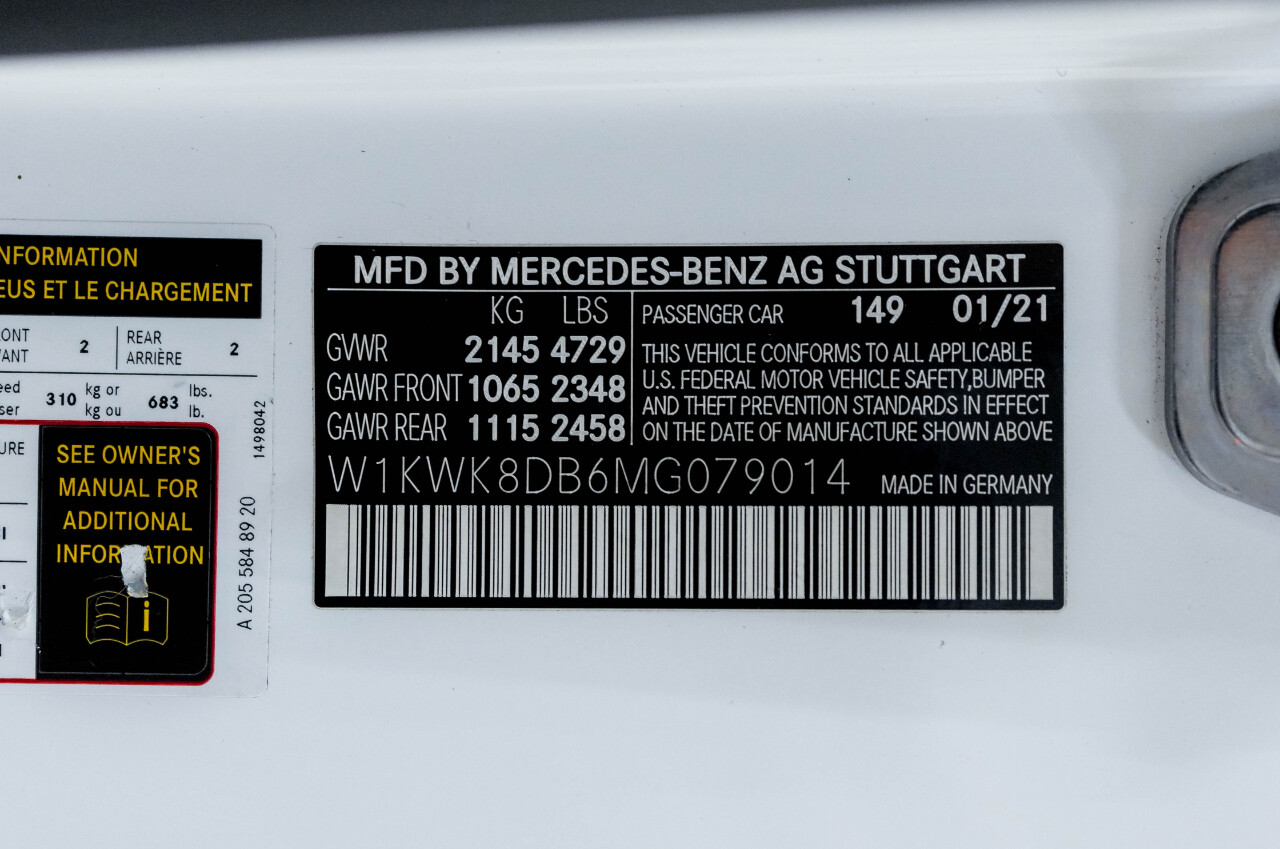 NFORMATION
EUS ET LE CHARGEMENT
2
REAR
ARRIÈRE
2
310
kg or
kg ou
683
lbs.
lb.
SEE OWNER'S
MANUAL FOR
ADDITIONAL
INFORMATION
i
1498042
A 205 584 89 20
MFD BY MERCEDES-BENZ AG STUTTGART
KG LBS
GVWR 2145 4729
GAWR FRONT 1065 2348
GAWR REAR 1115 2458
PASSENGER CAR 149 01/21
THIS VEHICLE CONFORMS TO ALL APPLICABLE
U.S. FEDERAL MOTOR VEHICLE SAFETY,BUMPER
AND THEFT PREVENTION STANDARDS IN EFFECT
ON THE DATE OF MANUFACTURE SHOWN ABOVE
W1KWK8DB6MG079014 MADE IN GERMANY